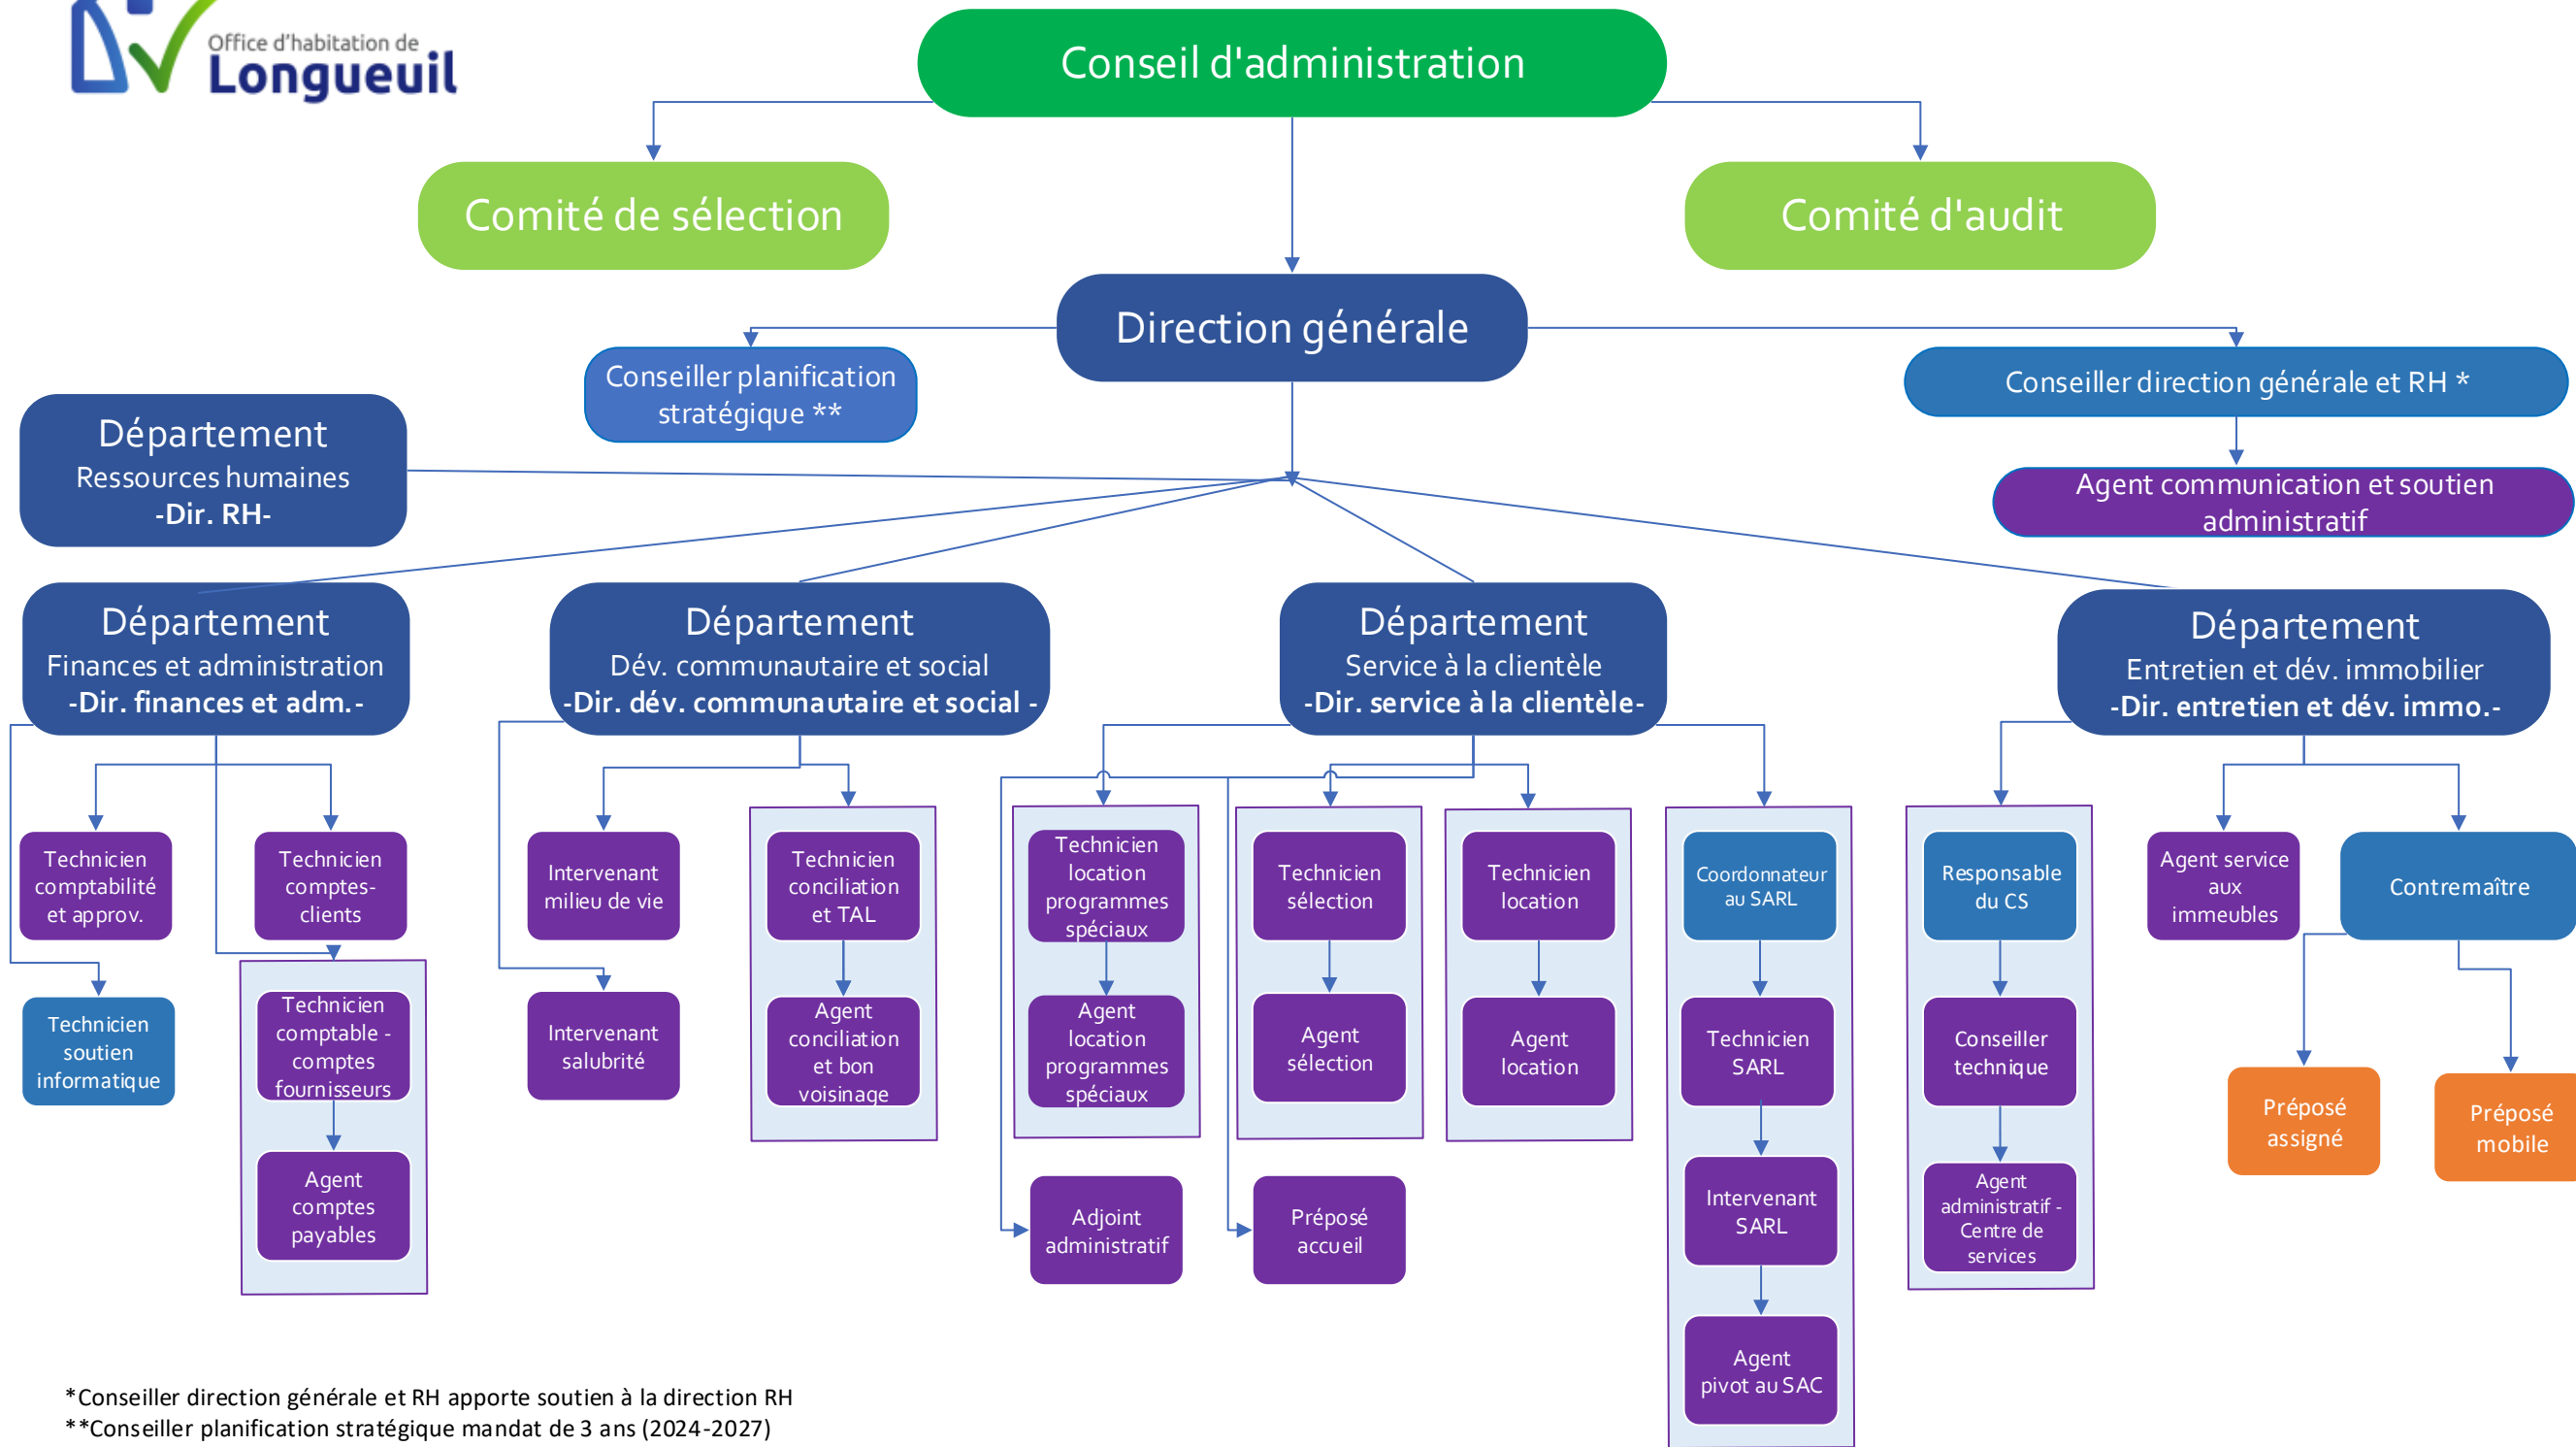 Office d'habitation de
Longueuil
Conseil d'administration
Comité de sélection
Comité d'audit
Direction générale
Conseiller planification
stratégique **
Conseiller direction générale et RH *
Agent communication et soutien
administratif
Département
Ressources humaines
-Dir. RH-
Département
Finances et administration
-Dir. finances et adm.-
Département
Dév. communautaire et social
-Dir. dév. communautaire et social -
Département
Service à la clientèle
-Dir. service à la clientèle-
Département
Entretien et dév. immobilier
-Dir. entretien et dév. immo.-
Technicien
comptabilité
et approv.
Technicien
comptes-
clients
Technicien
soutien
informatique
Technicien
comptable -
comptes
fournisseurs
Agent
comptes
payables
Intervenant
milieu de vie
Intervenant
salubrité
Technicien
conciliation
et TAL
Agent
conciliation
et bon
voisinage
Technicien
location
programmes
spéciaux
Agent
location
programmes
spéciaux
Adjoint
administratif
Technicien
sélection
Agent
sélection
Préposé
accueil
Technicien
location
Agent
location
Coordonnateur
au SARL
Technicien
SARL
Intervenant
SARL
Agent
pivot au SAC
Responsable
du CS
Conseiller
technique
Agent
administratif -
Centre de
services
Agent service
aux
immeubles
Contremaître
Préposé
assigné
Préposé
mobile
*Conseiller direction générale et RH apporte soutien à la direction RH
**Conseiller planification stratégique mandat de 3 ans (2024-2027)